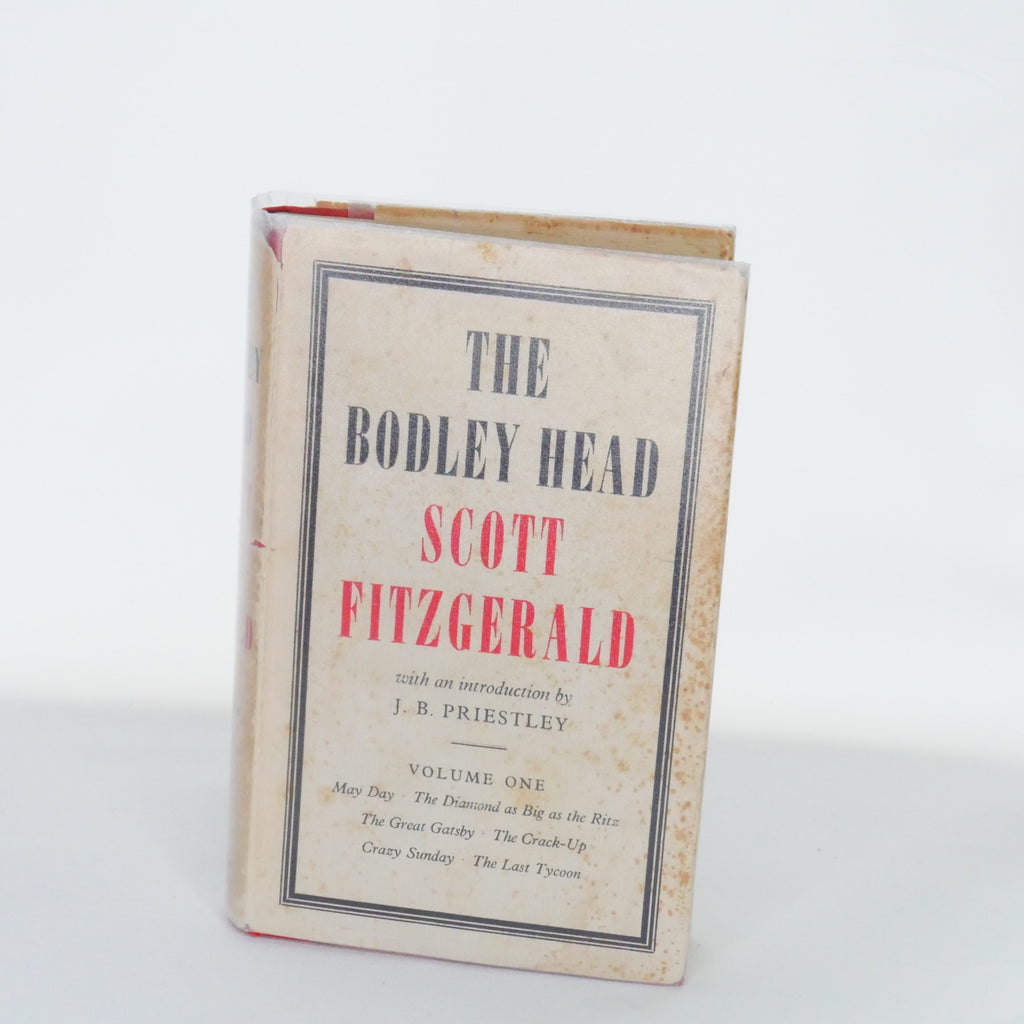 THE
BODLEY HEAD
SCOTT
FITZGERALD
with an introduction by
J. B. PRIESTLEY
VOLUME ONE
May Day · The Diamond as Big as the Ritz
The Great Gatsby · The Crack-Up
Crazy Sunday · The Last Tycoon